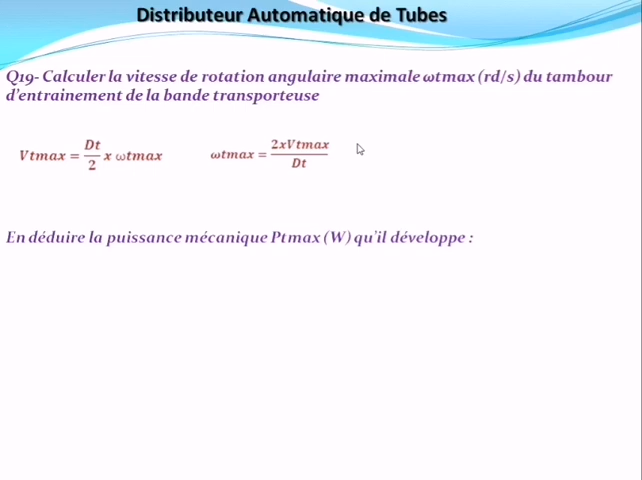 Distributeur Automatique de Tubes
Q19- Calculer la vitesse de rotation angulaire maximale ωtmax (rd/s) du tambour
d'entrainement de la bande transporteuse
Vtmax = Dt/2 x ωtmax    ωtmax = 2xVtmax/Dt
En déduire la puissance mécanique Ptmax (W) qu'il développe :